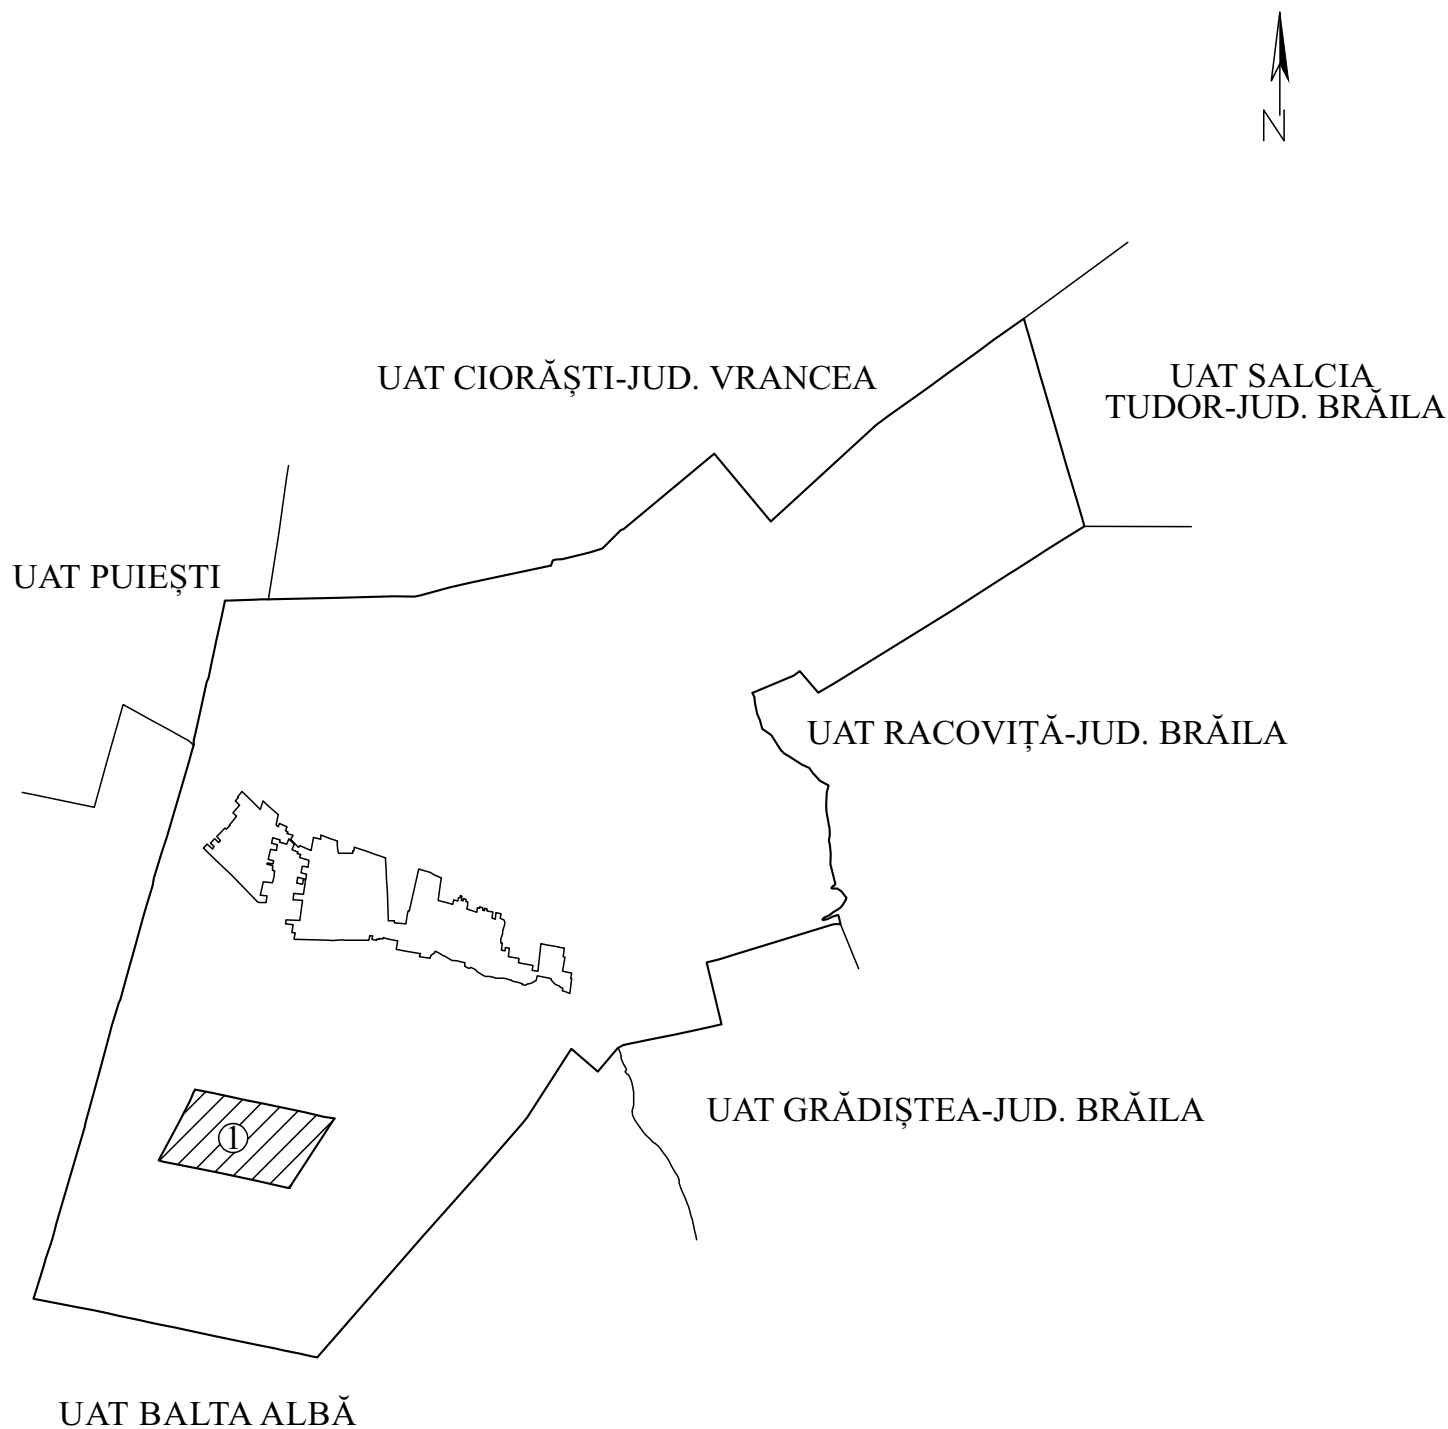 N
UAT CIORĂȘTI-JUD. VRANCEA
UAT SALCIA
TUDOR-JUD. BRĂILA
UAT PUIEȘTI
UAT RACOVIȚĂ-JUD. BRĂILA
UAT GRĂDIȘTEA-JUD. BRĂILA
1
UAT BALTA ALBĂ